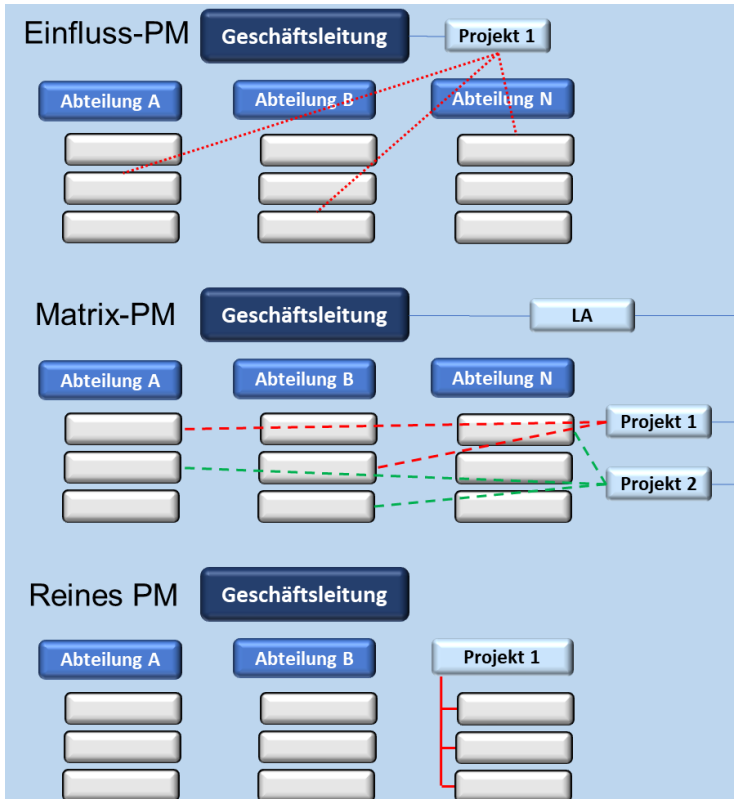 Einfluss-PM
Geschäftsleitung
Projekt 1
Abteilung A
Abteilung B
Abteilung N
Matrix-PM
Geschäftsleitung
LA
Abteilung A
Abteilung B
Abteilung N
Projekt 1
Projekt 2
Reines PM
Geschäftsleitung
Abteilung A
Abteilung B
Projekt 1